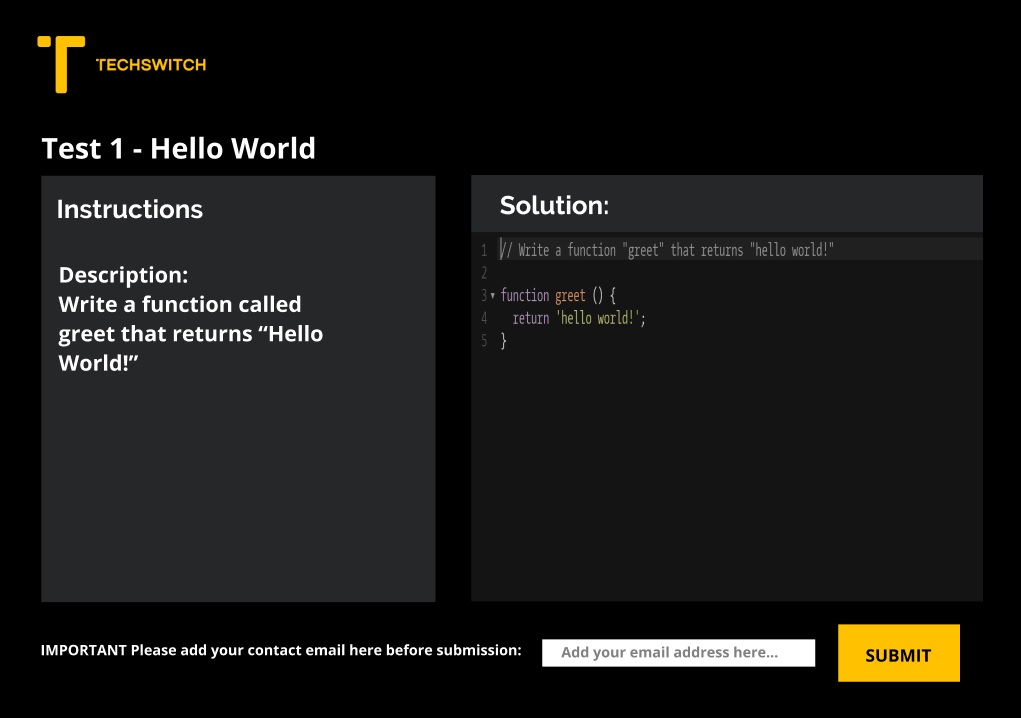 TECHSWITCH
Test 1 - Hello World
Instructions
Description:
Write a function called
greet that returns “Hello
World!”
Solution:
1 // Write a function "greet" that returns "hello world!"
2
3 function greet () {
4 return 'hello world!';
5 }
IMPORTANT Please add your contact email here before submission:
Add your email address here...
SUBMIT